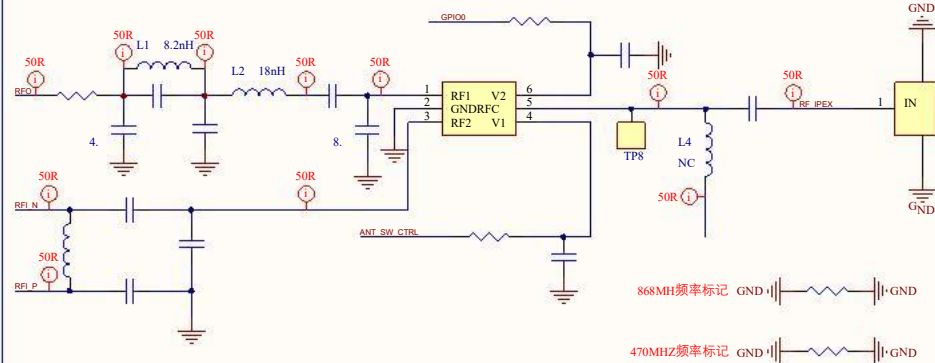 GND
GPIO0
50R
50R
L1
8.2nH
50R
L2
18nH
50R
50R
50R
50R
RFO
1
RF1
V2
6
RF_IPEX
1
IN
2
GND
RFC
5
3
RF2
V1
4
4.
8.
TP8
L4
NC
50R
50R
50R
RFI_N
GND
ANT_SW_CTRL
50R
RFI_P
868MH频率标记
GND
GND
470MHZ频率标记
GND
GND